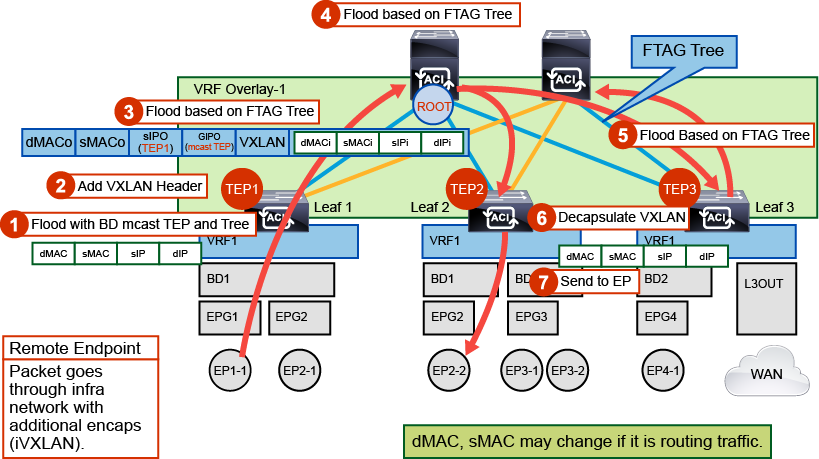 4 Flood based on FTAG Tree
FTAG Tree
VRF Overlay-1
ACI
ACI
ROOT
3 Flood based on FTAG Tree
5 Flood Based on FTAG Tree
dMACo sMACo sIPO (TEP1) GIPO (mcast TEP) VXLAN dMACi sMACi sIPi dIPi
2 Add VXLAN Header
TEP1
Leaf 1
ACI
TEP2
Leaf 2
ACI
TEP3
Leaf 3
ACI
1 Flood with BD mcast TEP and Tree
6 Decapsulate VXLAN
VRF1
VRF1
VRF1
dMAC sMAC sIP dIP
dMAC sMAC sIP dIP
7 Send to EP
BD1
BD1
BD2
L3OUT
EPG1
EPG2
EPG2
EPG3
EPG4
EP1-1
EP2-1
EP2-2
EP3-1
EP3-2
EP4-1
WAN
Remote Endpoint
Packet goes
through infra
network with
additional encaps
(iVXLAN).
dMAC, sMAC may change if it is routing traffic.